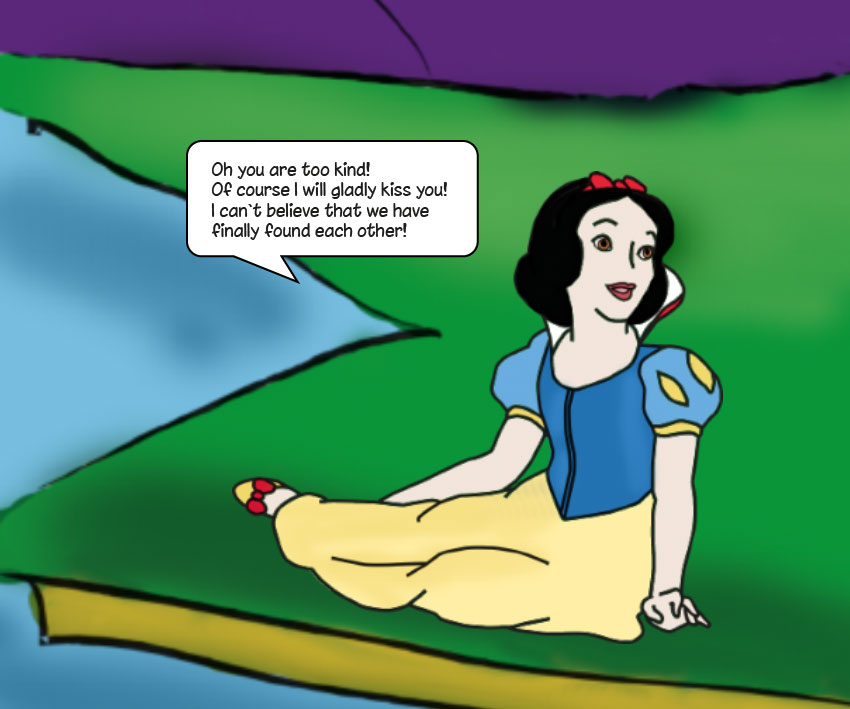 Oh you are too kind!
Of course I will gladly kiss you!
I can`t believe that we have
finally found each other!